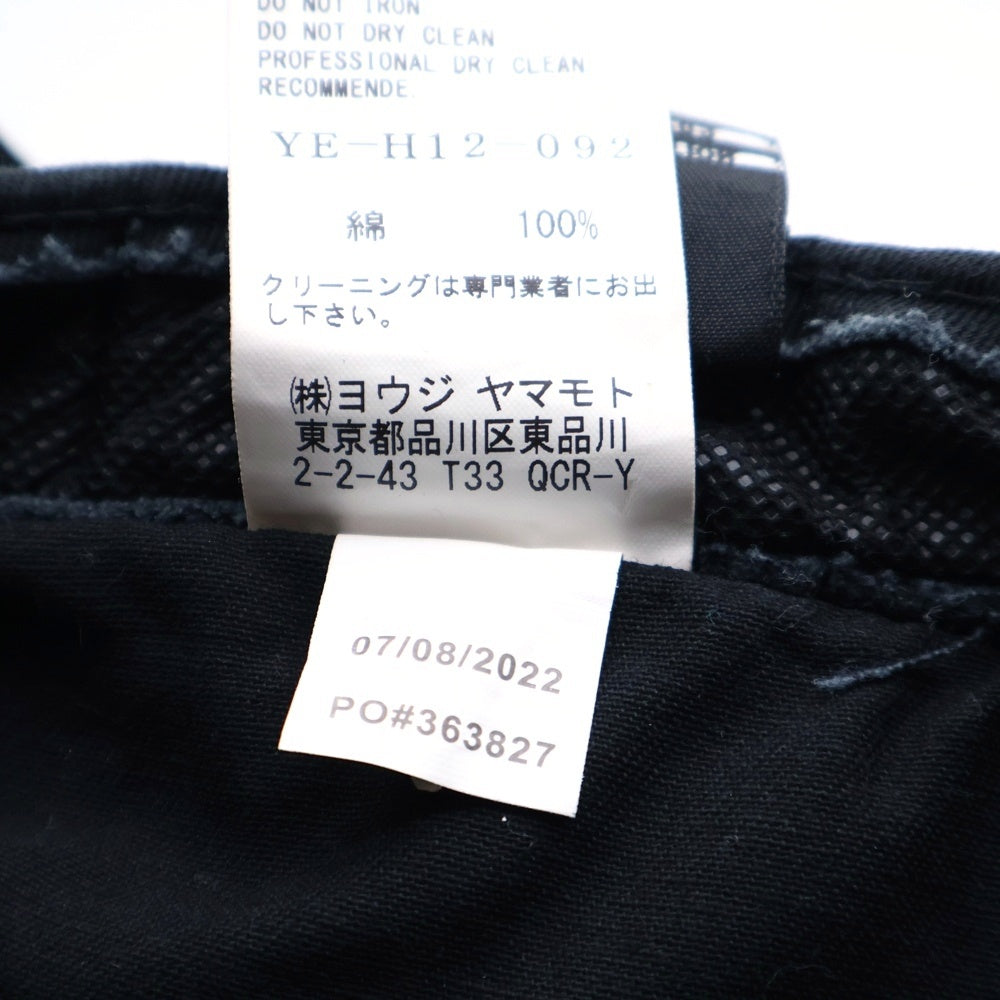 DO NOT IRON
DO NOT DRY CLEAN
PROFESSIONAL DRY CLEAN
RECOMMENDE.
YE-H12-092
綿 100%
クリーニングは専門業者にお出
し下さい。
㈱ヨウジ ヤマモト
東京都品川区東品川
2-2-43 T33 QCR-Y
07/08/2022
PO#363827